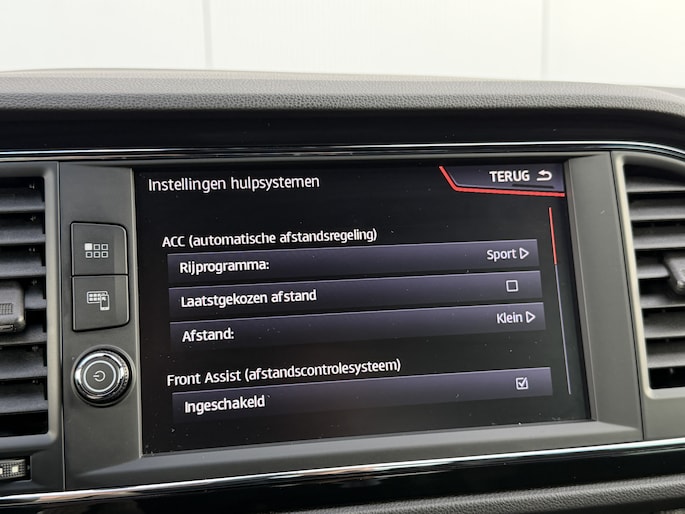 Instellingen hulpsystemen
TERUG
ACC (automatische afstandsregeling)
Rijprogramma: Sport
Laatstgekozen afstand
Afstand: Klein
Front Assist (afstandscontrolesysteem)
Ingeschakeld